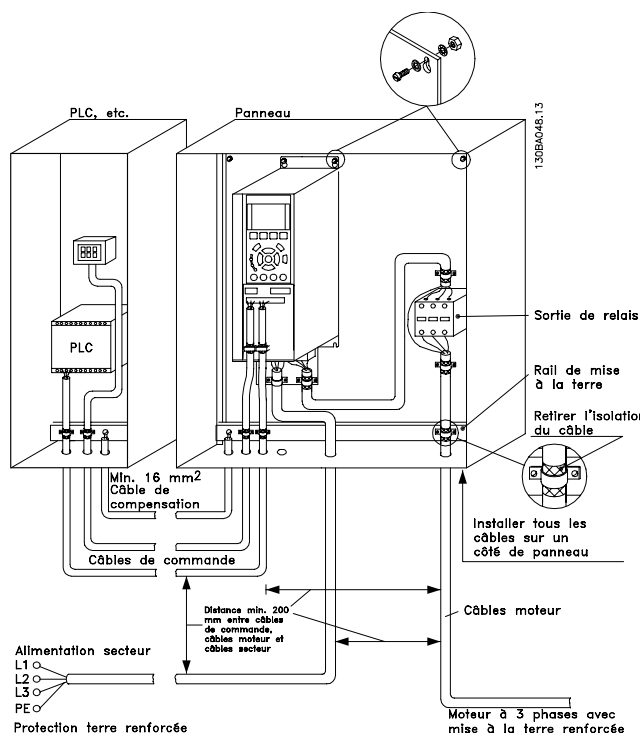 PLC, etc.
Panneau
130BA048.13
PLC
Sortie de relais
Rail de mise
à la terre
Retirer l'isolation
du câble
Min. 16 mm2
Câble de
compensation
Installer tous les
câbles sur un
côté de panneau
Câbles de commande
Distance min. 200
mm entre câbles
de commande,
câbles moteur et
câbles secteur
Câbles moteur
Alimentation secteur
L1
L2
L3
PE
Protection terre renforcée
Moteur à 3 phases avec
mise à la terre renforcée